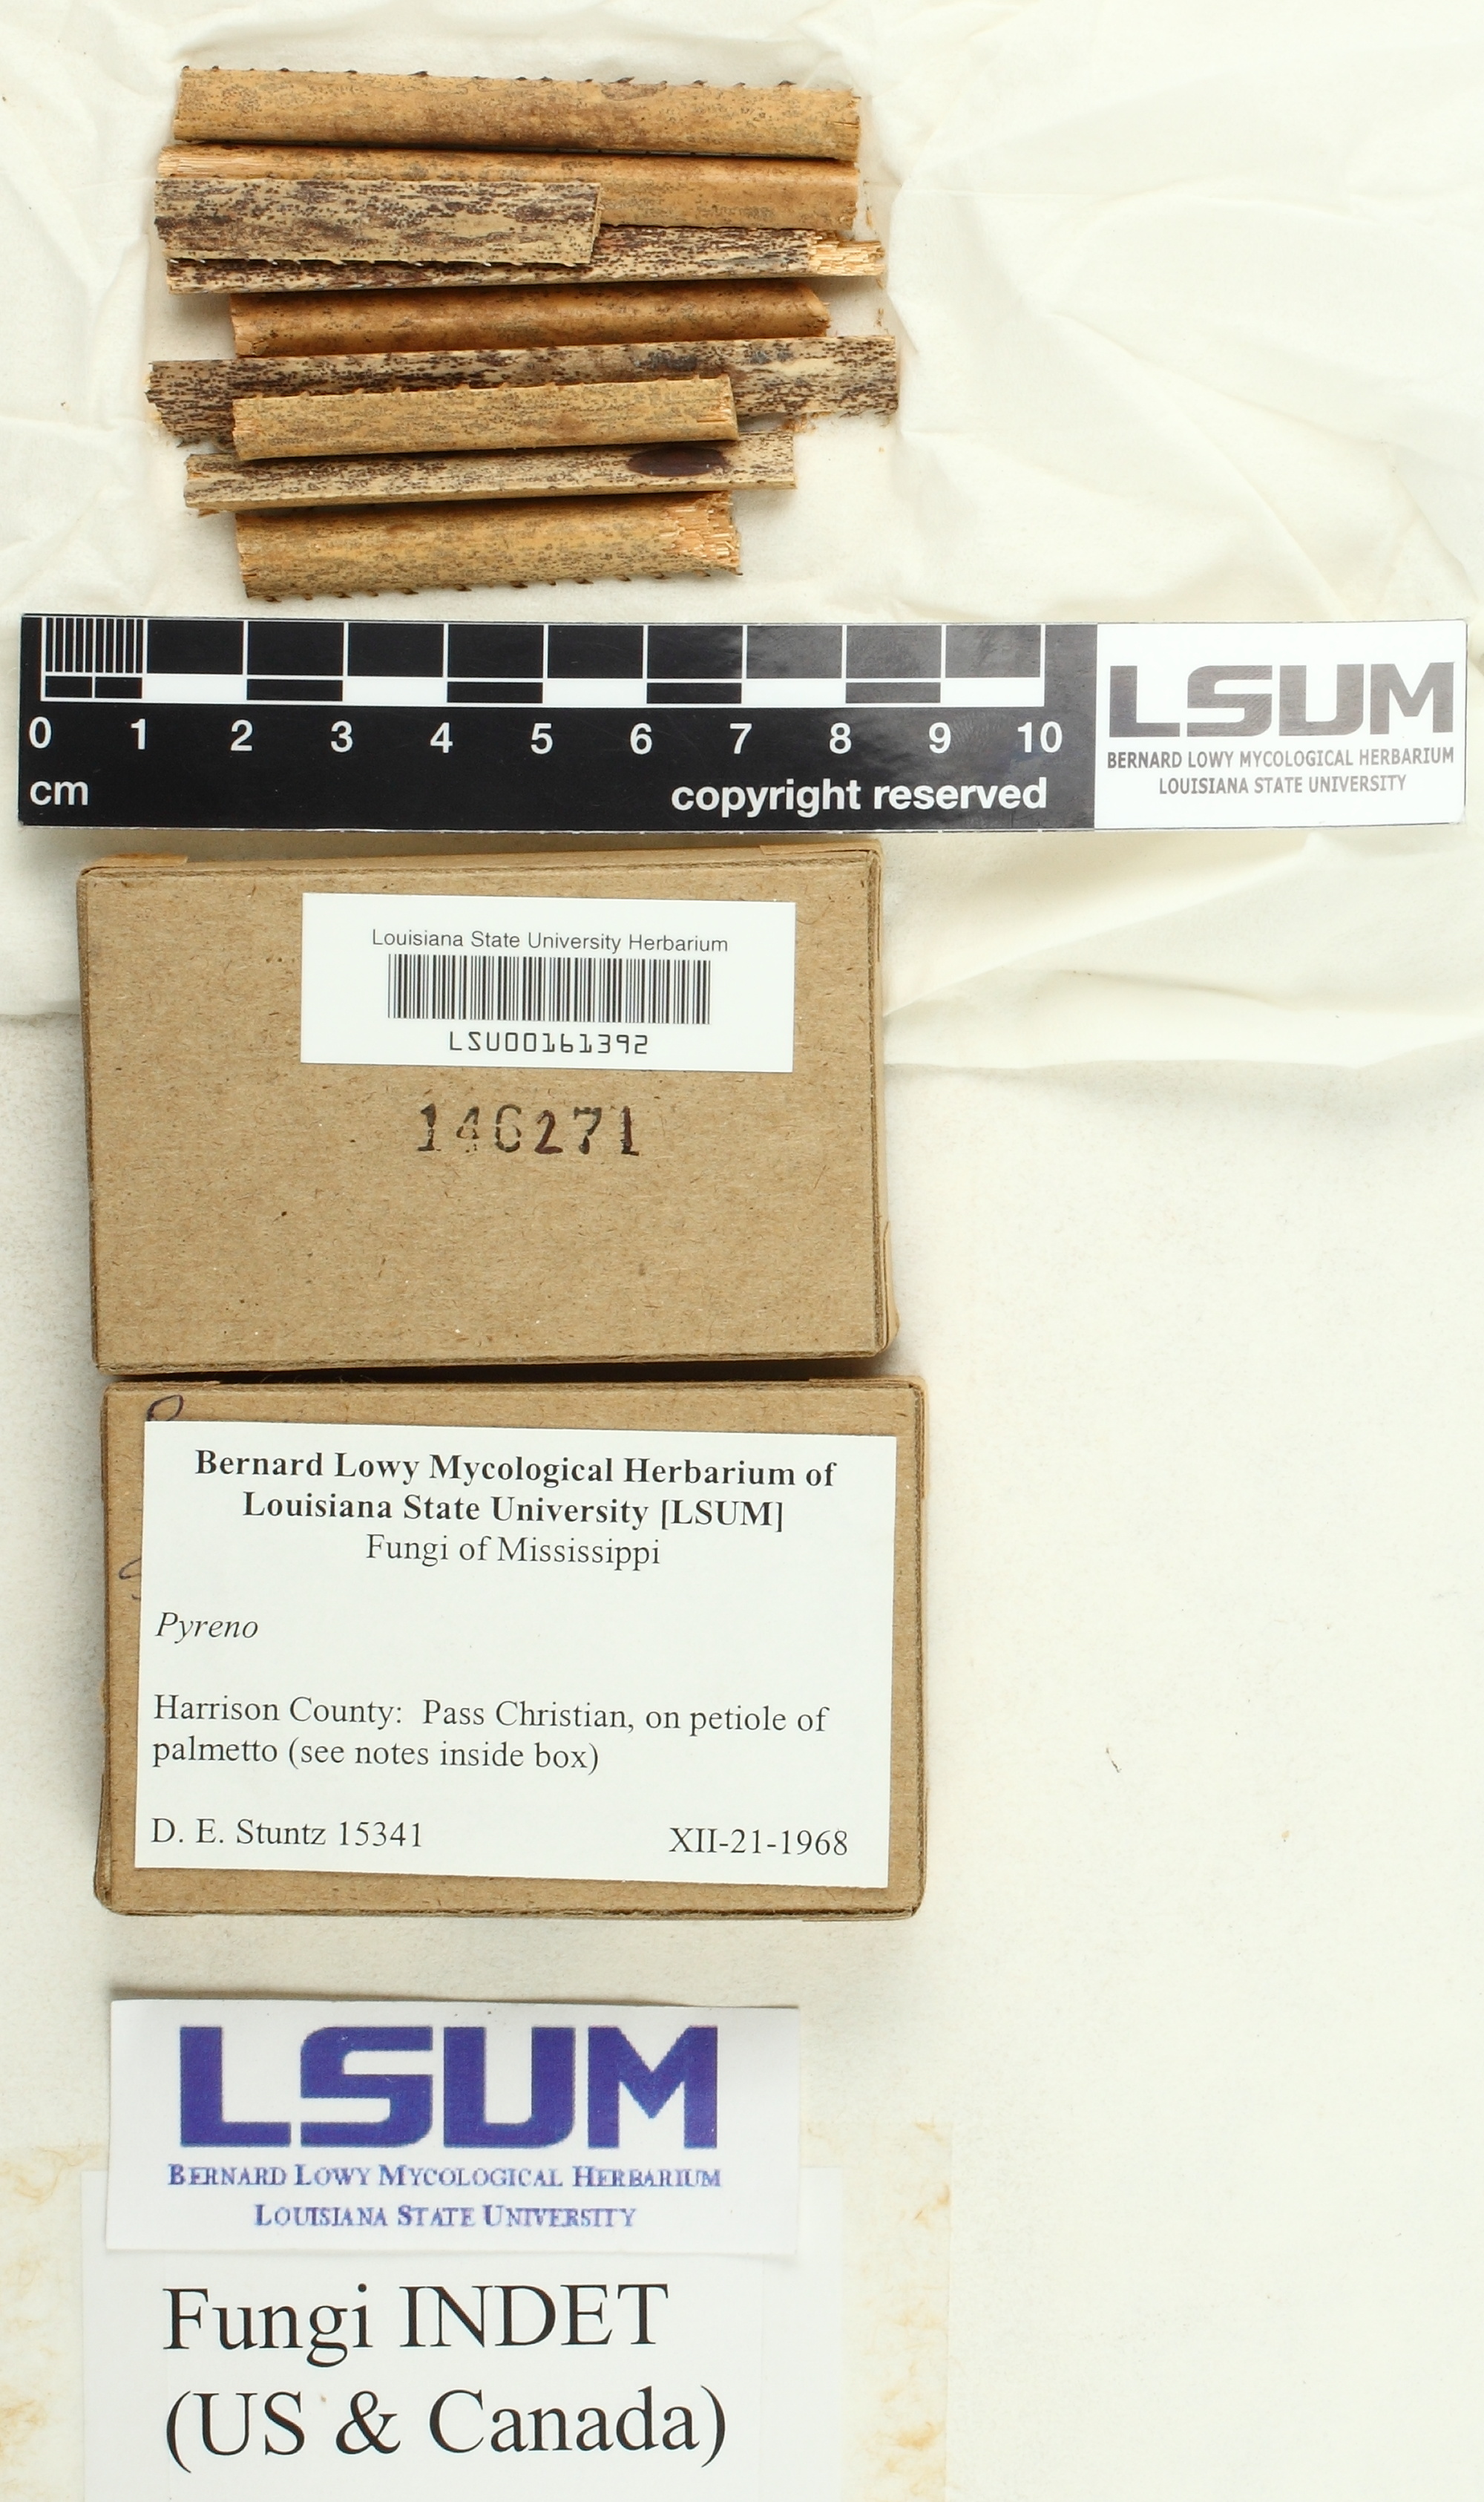 0 1 2 3 4 5 6 7 8 9 10
cm copyright reserved
LSUM
BERNARD LOWY MYCOLOGICAL HERBARIUM
LOUISIANA STATE UNIVERSITY
Louisiana State University Herbarium
LSU00161392
146271
Bernard Lowy Mycological Herbarium of
Louisiana State University [LSUM]
Fungi of Mississippi
Pyreno
Harrison County: Pass Christian, on petiole of
palmetto (see notes inside box)
D. E. Stuntz 15341 XII-21-1968
LSUM
BERNARD LOWY MYCOLOGICAL HERBARIUM
LOUISIANA STATE UNIVERSITY
Fungi INDET
(US & Canada)